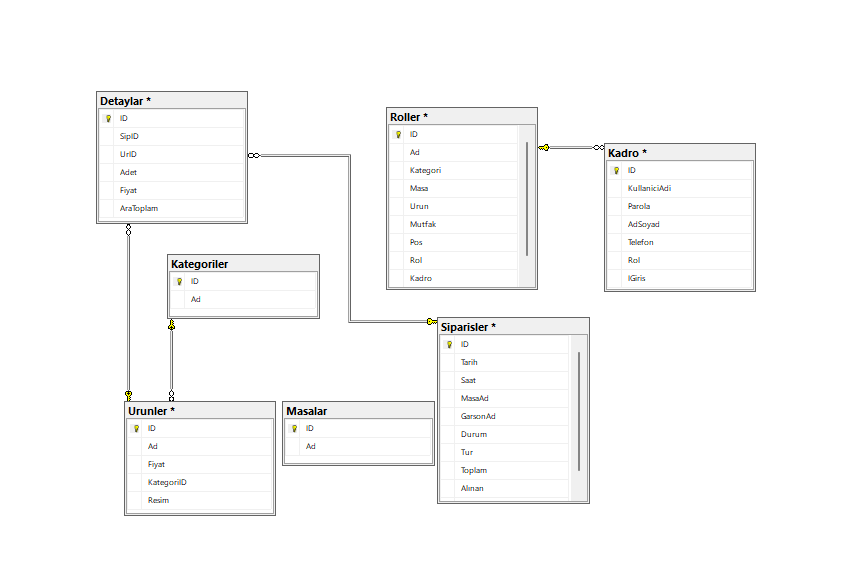 Detaylar *
ID
SipID
UrID
Adet
Fiyat
AraToplam
Roller *
ID
Ad
Kategori
Masa
Urun
Mutfak
Pos
Rol
Kadro
Kadro *
ID
KullaniciAdi
Parola
AdSoyad
Telefon
Rol
IGiris
Kategoriler
ID
Ad
Siparisler *
ID
Tarih
Saat
MasaAd
GarsonAd
Durum
Tur
Toplam
Alınan
Urunler *
ID
Ad
Fiyat
KategoriID
Resim
Masalar
ID
Ad